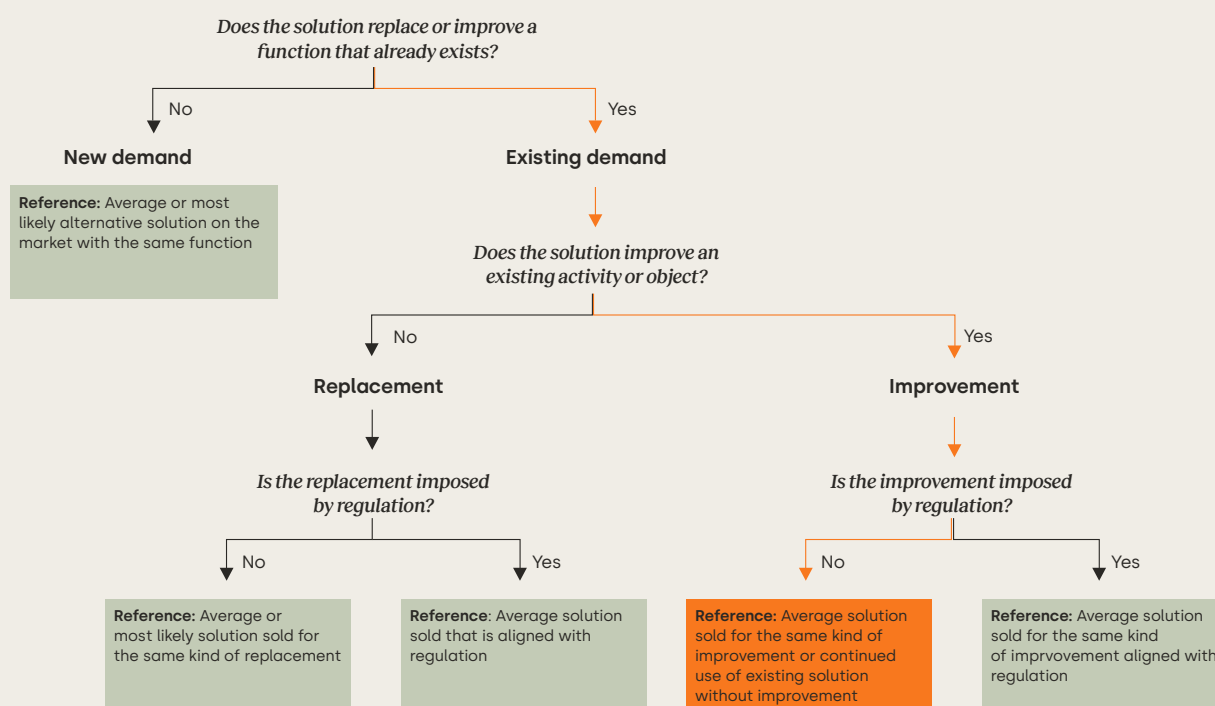 Does the solution replace or improve a
function that already exists?
No
Yes
New demand
Existing demand
Reference: Average or most
likely alternative solution on the
market with the same function
Does the solution improve an
existing activity or object?
No
Yes
Replacement
Improvement
Is the replacement imposed
by regulation?
Is the improvement imposed
by regulation?
No
Yes
No
Yes
Reference: Average or
most likely solution sold for
the same kind of replacement
Reference: Average solution
sold that is aligned with
regulation
Reference: Average solution
sold for the same kind of
improvement or continued
use of existing solution
without improvement
Reference: Average solution
sold for the same kind
of imprvovement aligned with
regulation